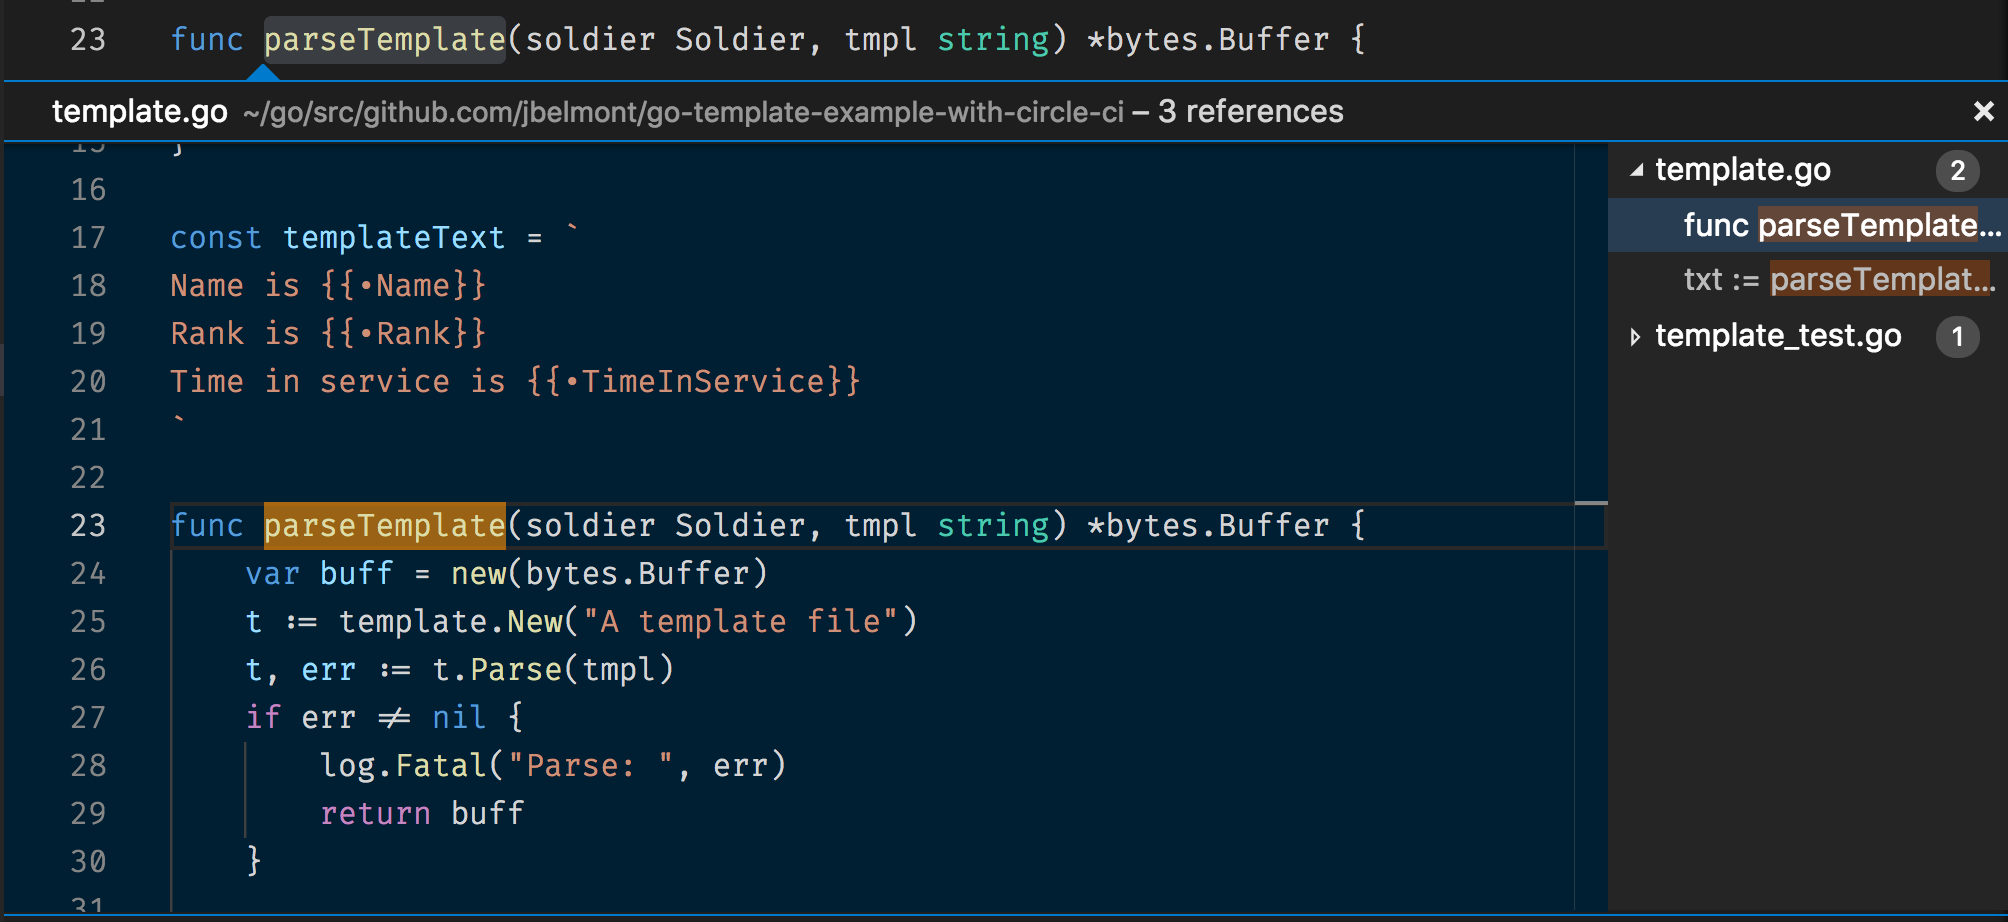 23 func parseTemplate(soldier Soldier, tmpl string) *bytes.Buffer {
template.go ~/go/src/github.com/jbelmont/go-template-example-with-circle-ci – 3 references ×
15 }
16
17 const templateText = `
18 Name is {{•Name}}
19 Rank is {{•Rank}}
20 Time in service is {{•TimeInService}}
21 `
22
23 func parseTemplate(soldier Soldier, tmpl string) *bytes.Buffer {
24 var buff = new(bytes.Buffer)
25 t := template.New("A template file")
26 t, err := t.Parse(tmpl)
27 if err ≠ nil {
28 log.Fatal("Parse: ", err)
29 return buff
30 }
31
template.go 2
func parseTemplate...
txt := parseTemplat...
template_test.go 1